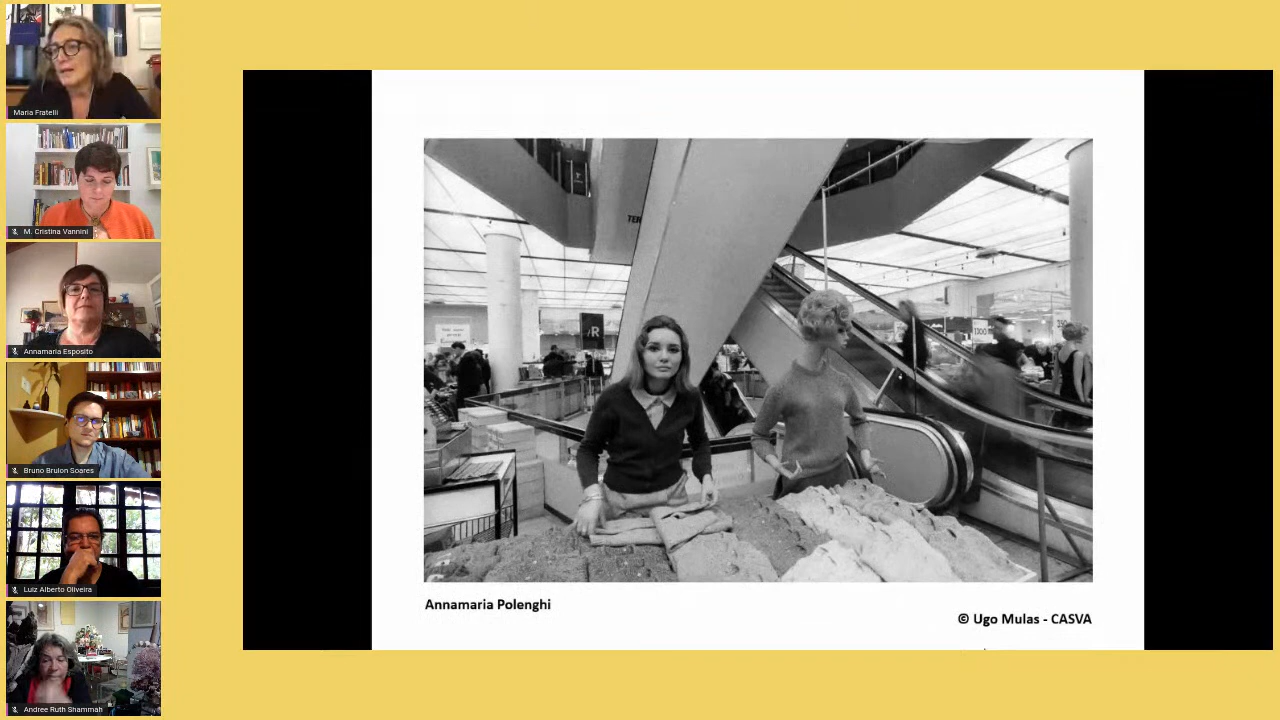 Maria Fratelli
M. Cristina Vannini
Annamaria Esposito
Bruno Brulon Soares
Luiz Alberto Oliveira
Andree Ruth Shammah
TER
R
Annamaria Polenghi
© Ugo Mulas - CASVA